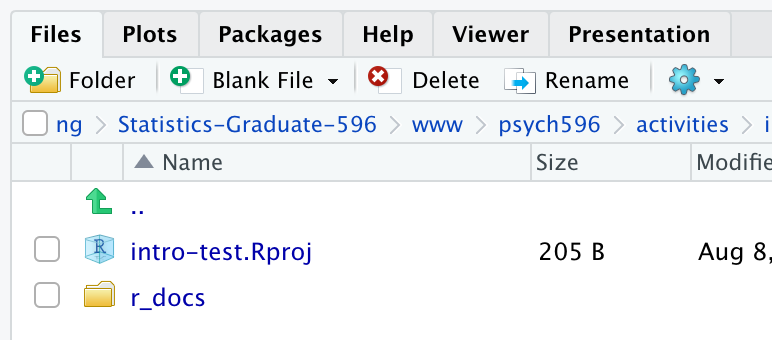 Files Plots Packages Help Viewer Presentation
Folder Blank File Delete Rename
ng Statistics-Graduate-596 www psych596 activities
Name Size
..
R intro-test.Rproj 205 B Aug 8,
r_docs